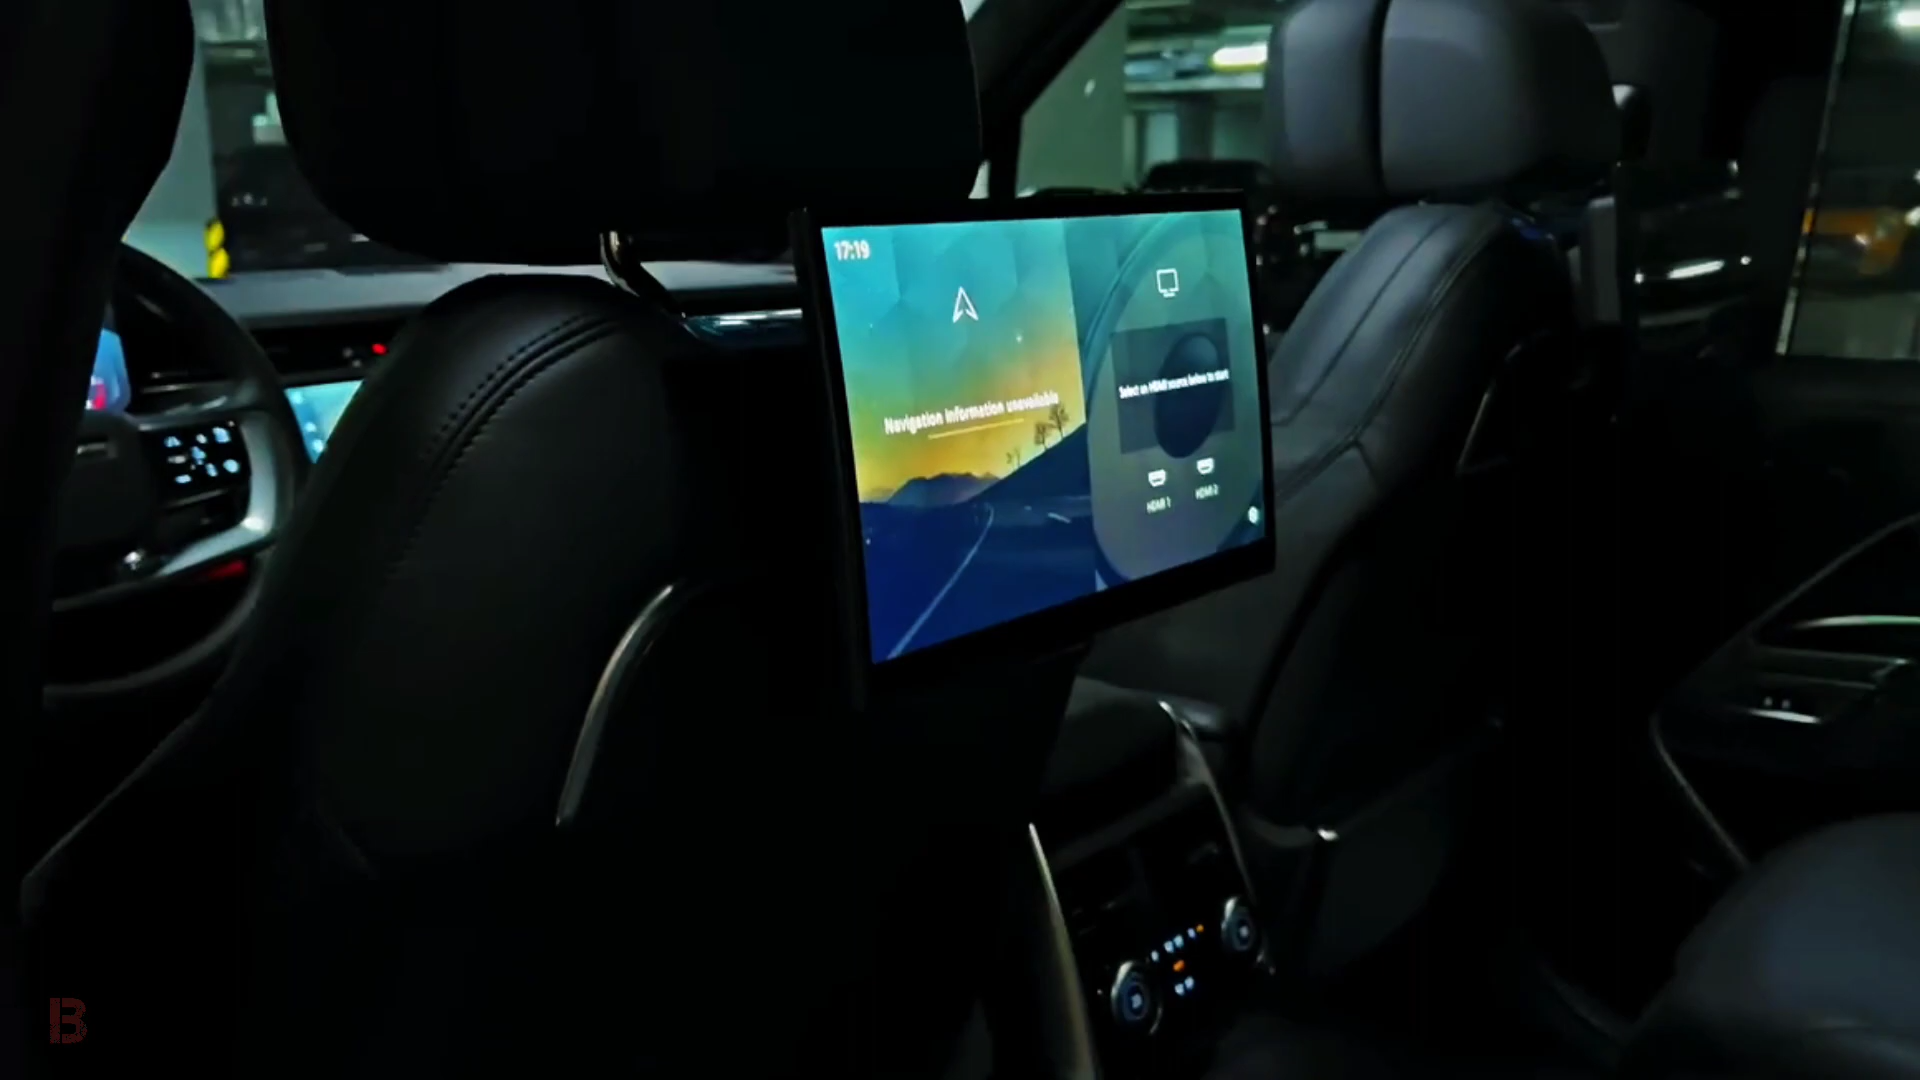 17:19
Navigation information unavailable
Select an HDMI source below to start
HDMI 1
HDMI 2
B